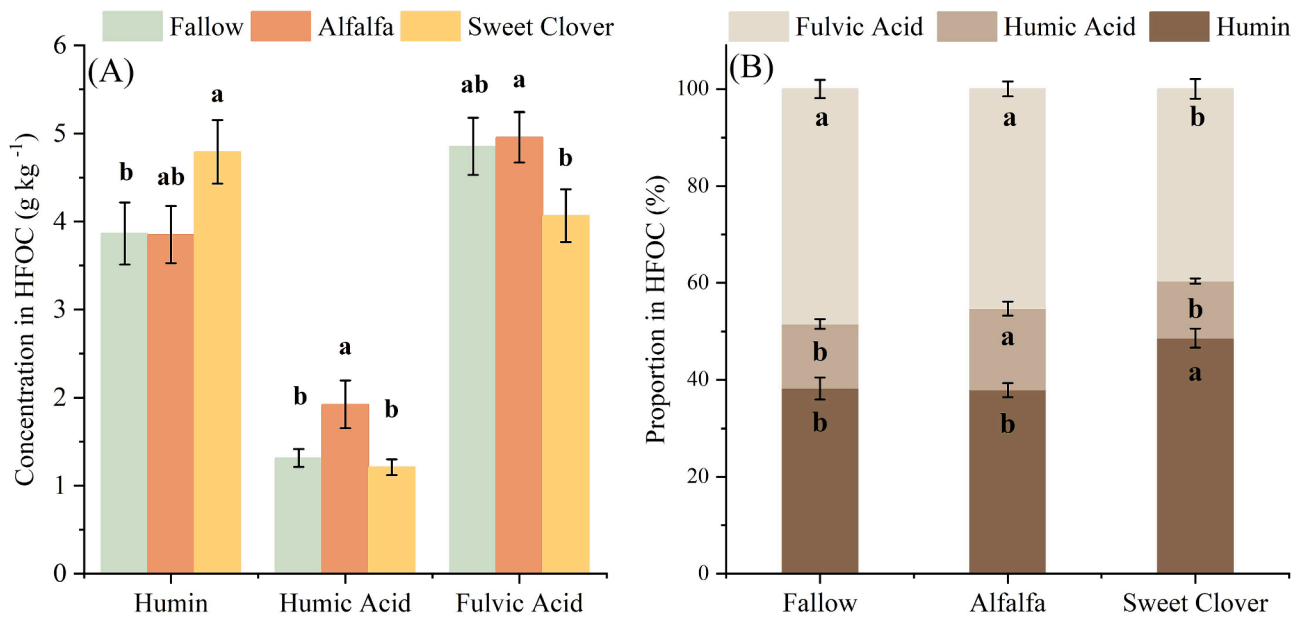 Fallow Alfalfa Sweet Clover
(A)
Concentration in HFOC (g kg -1)
6
5
4
3
2
1
0
b ab a
b a b
ab a b
Humin Humic Acid Fulvic Acid
Fulvic Acid Humic Acid Humin
(B)
Proportion in HFOC (%)
100
80
60
40
20
0
a a b
b a b
b b a
Fallow Alfalfa Sweet Clover